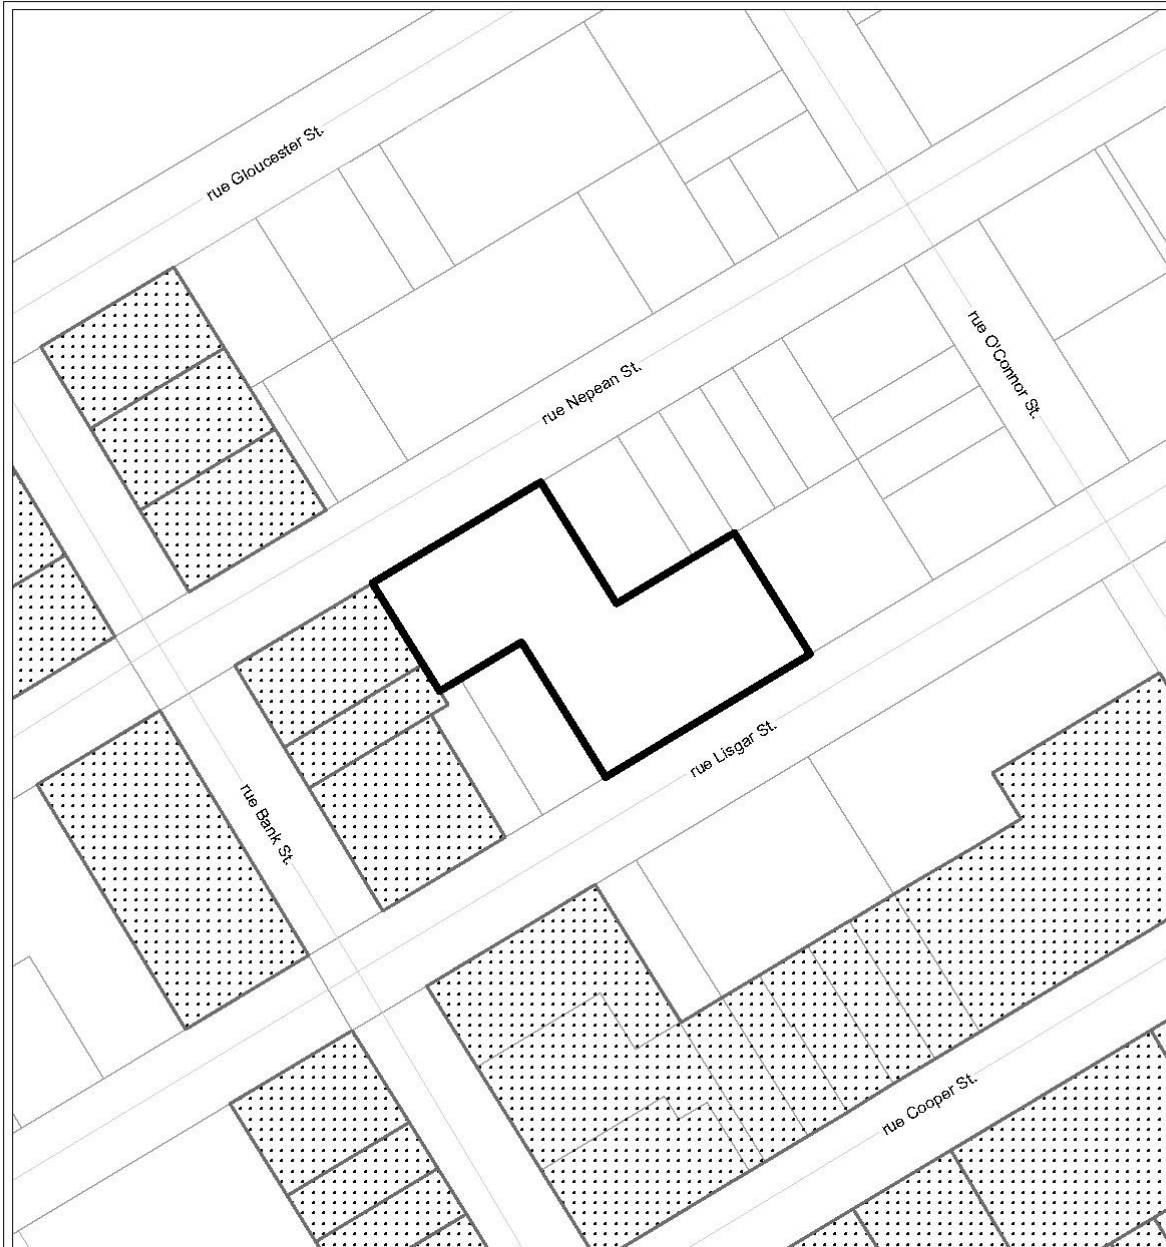 rue Gloucester St.
rue O'Connor St.
rue Nepean St.
rue Lisgar St.
rue Bank St.
rue Cooper St.